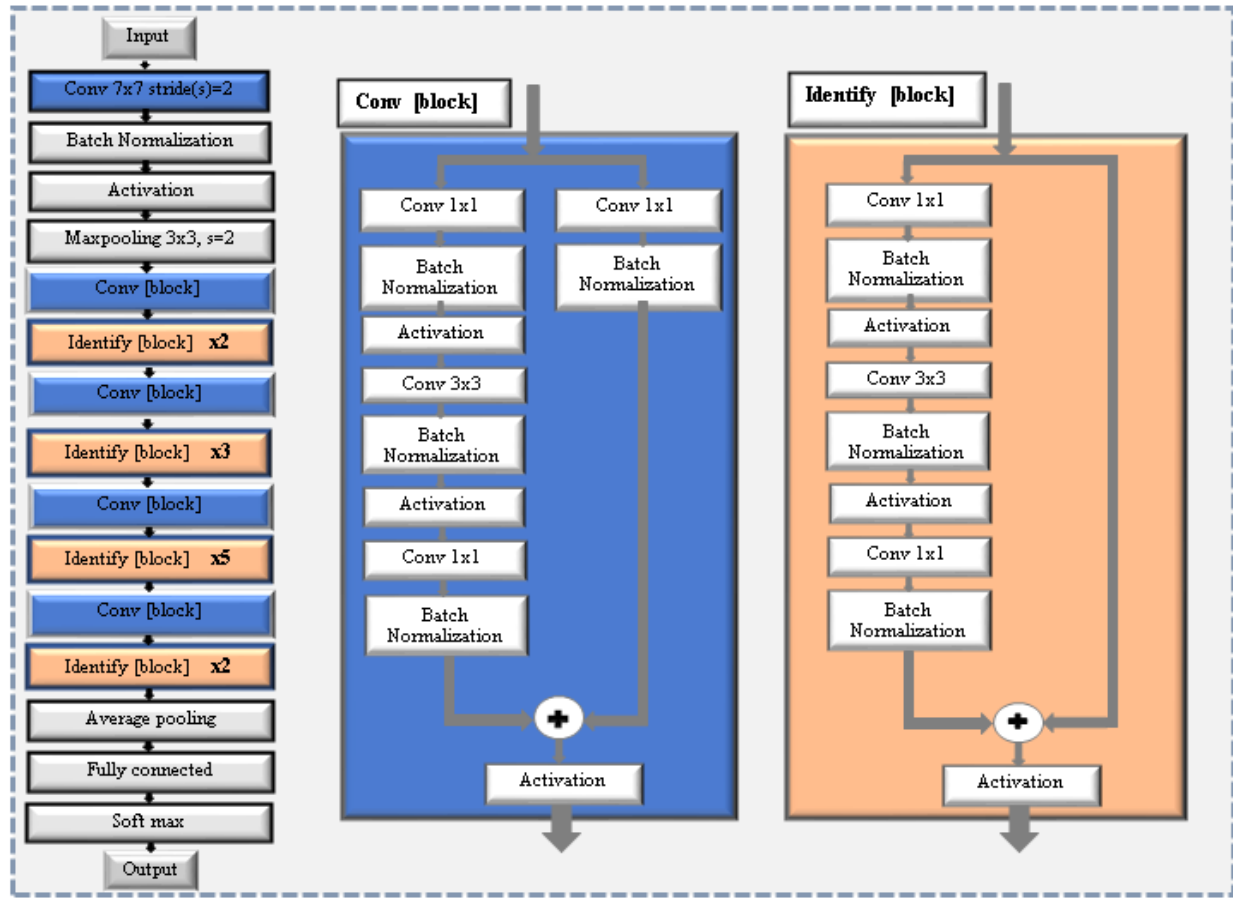 Input
Conv 7x7 stride(s)=2
Batch Normalization
Activation
Maxpooling 3x3, s=2
Conv [block]
Identify [block] x2
Conv [block]
Identify [block] x3
Conv [block]
Identify [block] x5
Conv [block]
Identify [block] x2
Average pooling
Fully connected
Soft max
Output
Conv [block]
Conv 1x1
Batch
Normalization
Activation
Conv 3x3
Batch
Normalization
Activation
Conv 1x1
Batch
Normalization
Conv 1x1
Batch
Normalization
+
Activation
Identify [block]
Conv 1x1
Batch
Normalization
Activation
Conv 3x3
Batch
Normalization
Activation
Conv 1x1
Batch
Normalization
+
Activation